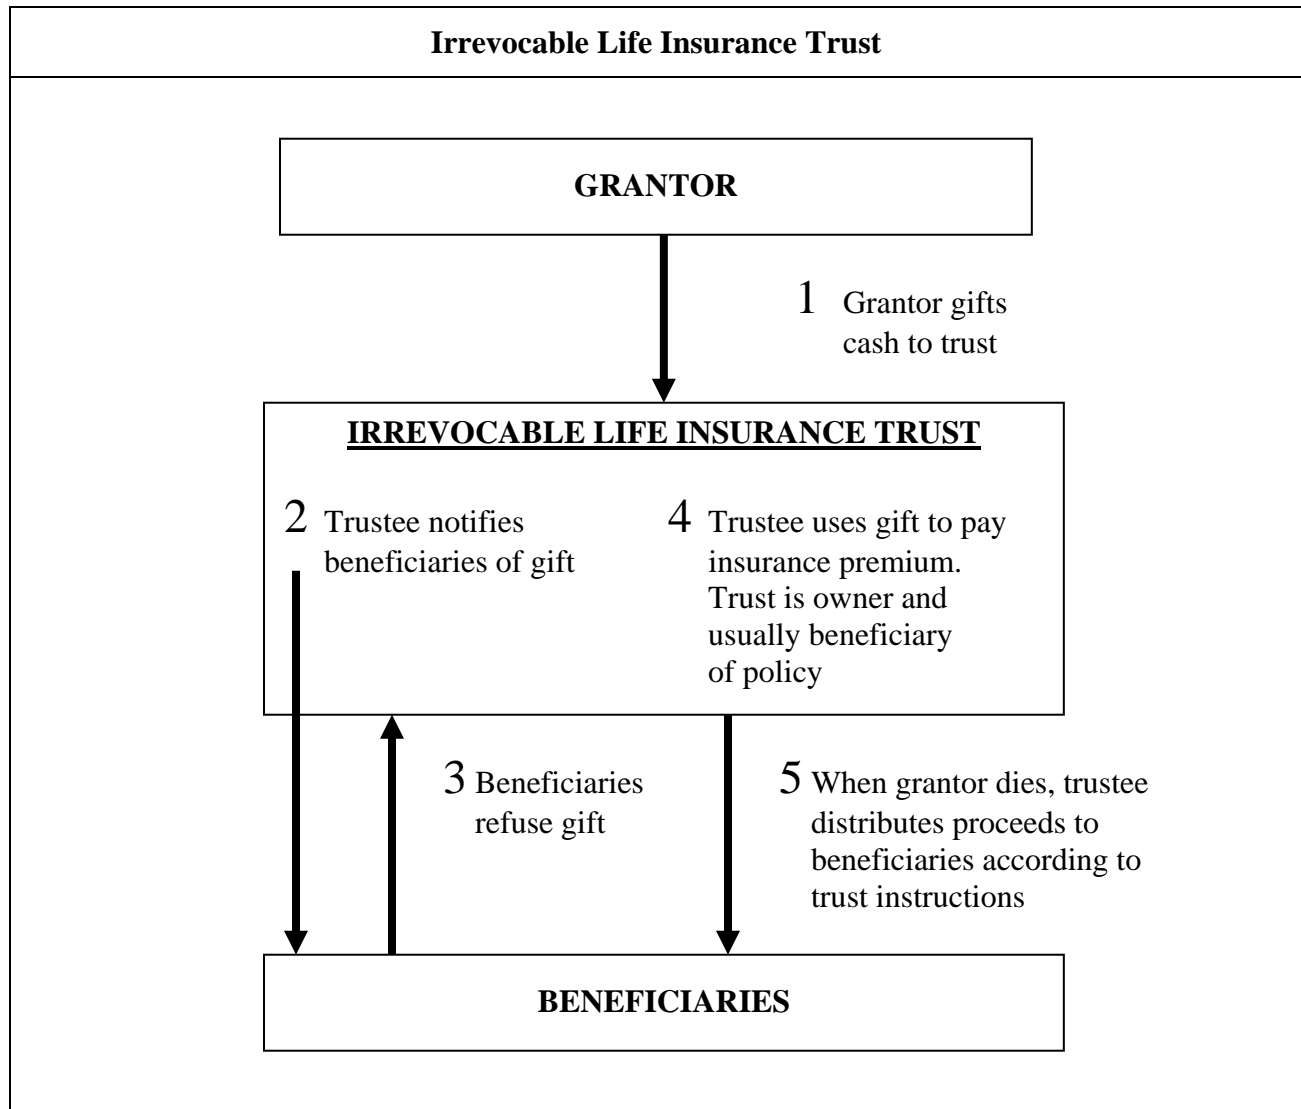 Irrevocable Life Insurance Trust
GRANTOR
1 Grantor gifts
cash to trust
IRREVOCABLE LIFE INSURANCE TRUST
2 Trustee notifies
beneficiaries of gift
4 Trustee uses gift to pay
insurance premium.
Trust is owner and
usually beneficiary
of policy
3 Beneficiaries
refuse gift
5 When grantor dies, trustee
distributes proceeds to
beneficiaries according to
trust instructions
BENEFICIARIES